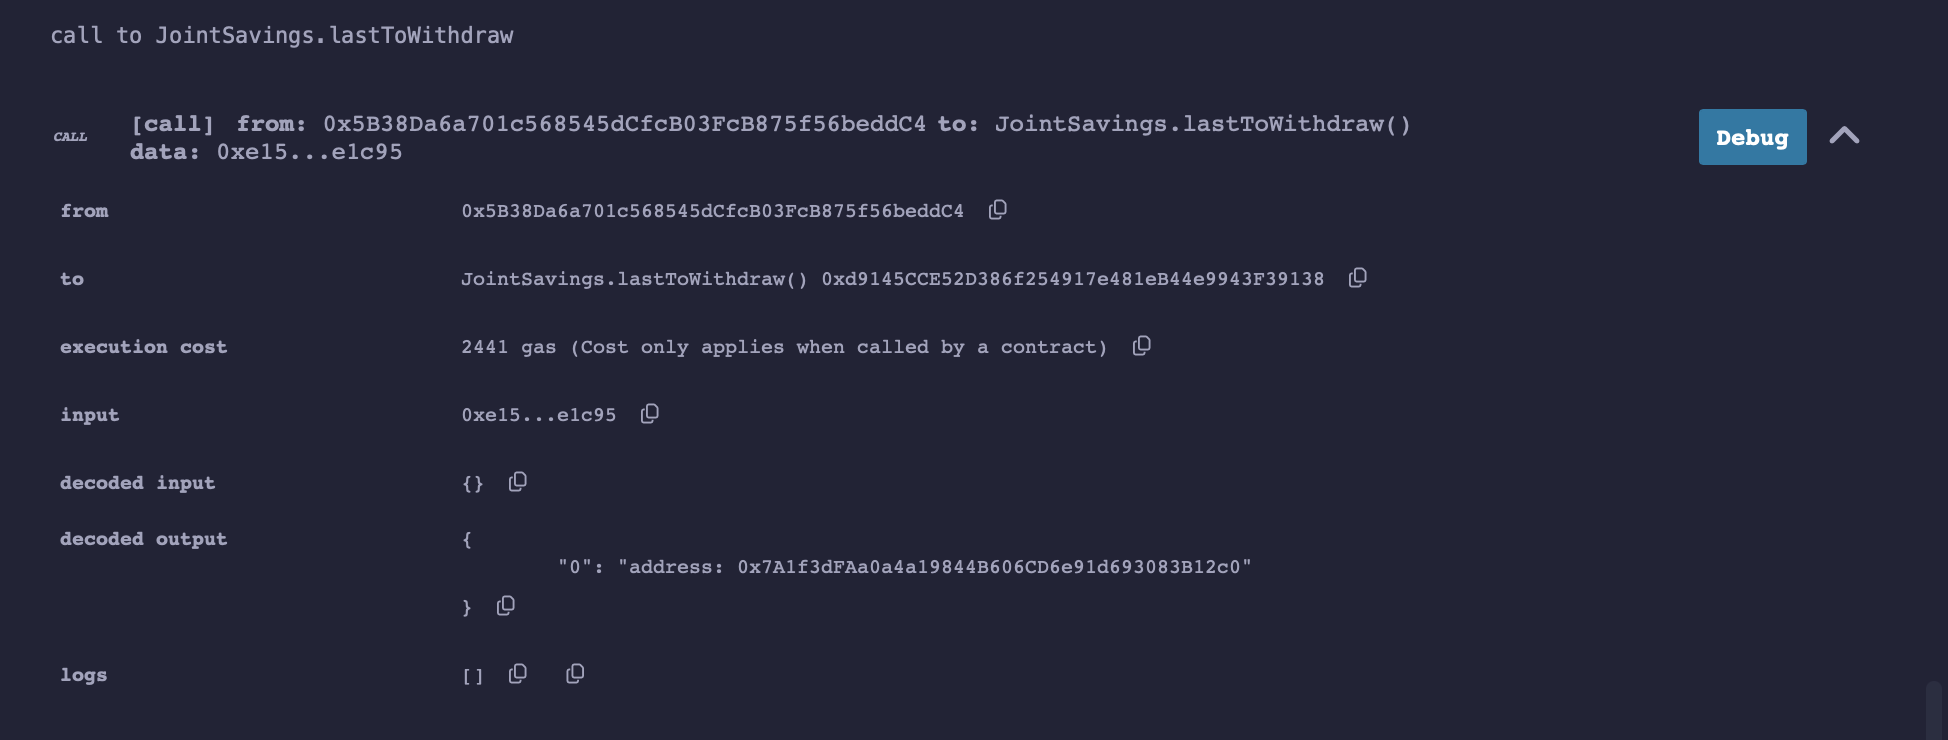 call to JointSavings.lastToWithdraw
CALL
[call] from: 0x5B38Da6a701c568545dCfcB03FcB875f56beddC4 to: JointSavings.lastToWithdraw()
data: 0xe15...e1c95
Debug
from 0x5B38Da6a701c568545dCfcB03FcB875f56beddC4
to JointSavings.lastToWithdraw() 0xd9145CCE52D386f254917e481eB44e9943F39138
execution cost 2441 gas (Cost only applies when called by a contract)
input 0xe15...e1c95
decoded input {}
decoded output {
"0": "address: 0x7A1f3dFAa0a4a19844B606CD6e91d693083B12c0"
}
logs []